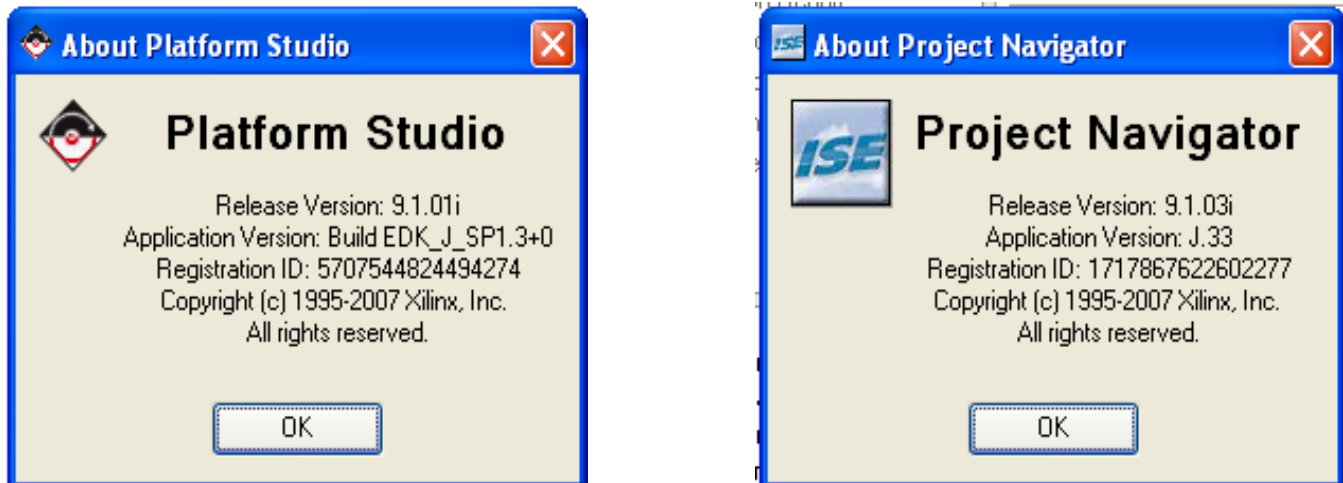 About Platform Studio
Platform Studio
Release Version: 9.1.01i
Application Version: Build EDK_J_SP1.3+0
Registration ID: 5707544824494274
Copyright (c) 1995-2007 Xilinx, Inc.
All rights reserved.
OK
About Project Navigator
ISE
Project Navigator
Release Version: 9.1.03i
Application Version: J.33
Registration ID: 1717867622602277
Copyright (c) 1995-2007 Xilinx, Inc.
All rights reserved.
OK